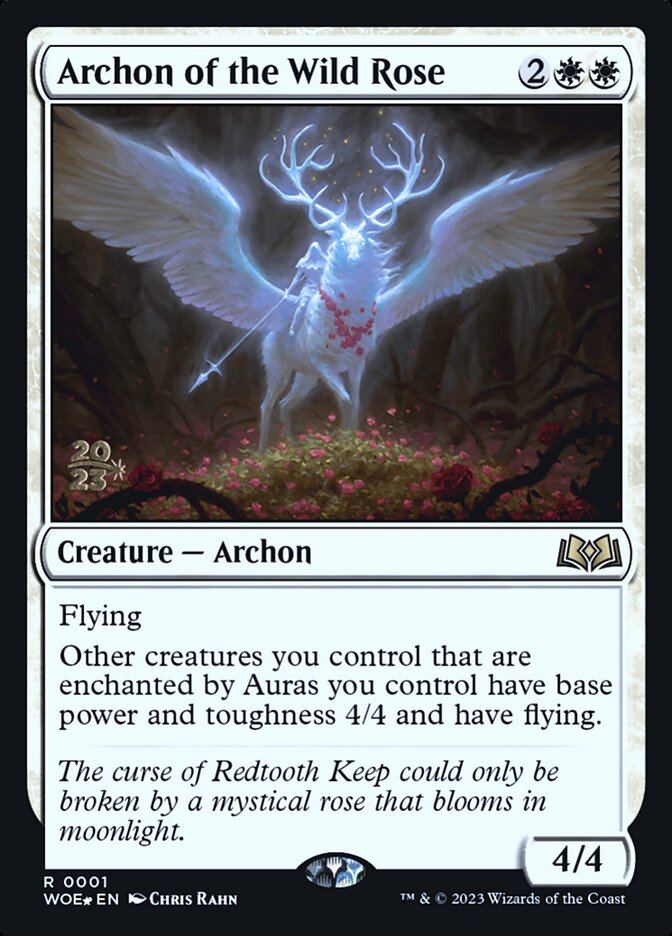 Archon of the Wild Rose 2
20
23
Creature — Archon
Flying
Other creatures you control that are
enchanted by Auras you control have base
power and toughness 4/4 and have flying.
The curse of Redtooth Keep could only be
broken by a mystical rose that blooms in
moonlight.
4/4
R 0001
WOE★EN Chris Rahn
™ & © 2023 Wizards of the Coast